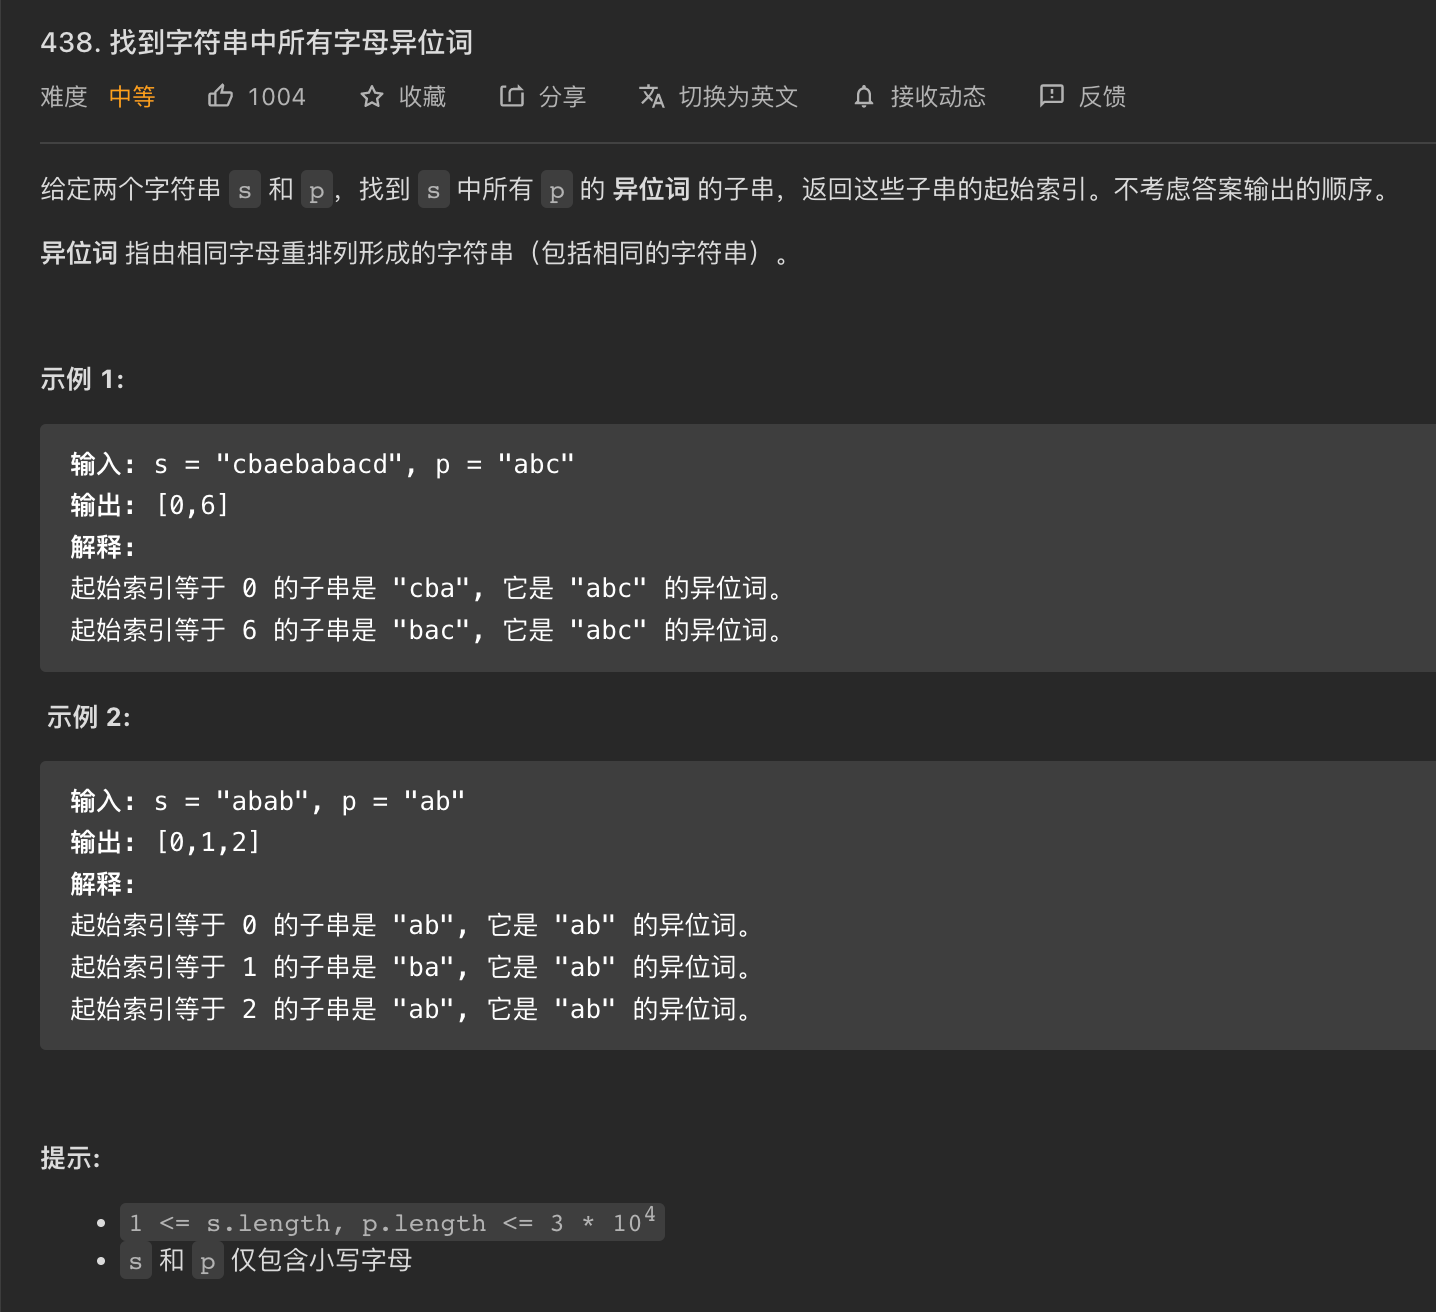 438. 找到字符串中所有字母异位词
难度 中等 1004 收藏 分享 切换为英文 接收动态 反馈
给定两个字符串 s 和 p，找到 s 中所有 p 的 异位词 的子串，返回这些子串的起始索引。不考虑答案输出的顺序。
异位词 指由相同字母重排列形成的字符串（包括相同的字符串）。
示例 1:
输入: s = "cbaebabacd", p = "abc"
输出: [0,6]
解释:
起始索引等于 0 的子串是 "cba", 它是 "abc" 的异位词。
起始索引等于 6 的子串是 "bac", 它是 "abc" 的异位词。
示例 2:
输入: s = "abab", p = "ab"
输出: [0,1,2]
解释:
起始索引等于 0 的子串是 "ab", 它是 "ab" 的异位词。
起始索引等于 1 的子串是 "ba", 它是 "ab" 的异位词。
起始索引等于 2 的子串是 "ab", 它是 "ab" 的异位词。
提示:
• 1 <= s.length, p.length <= 3 * 10⁴
• s 和 p 仅包含小写字母